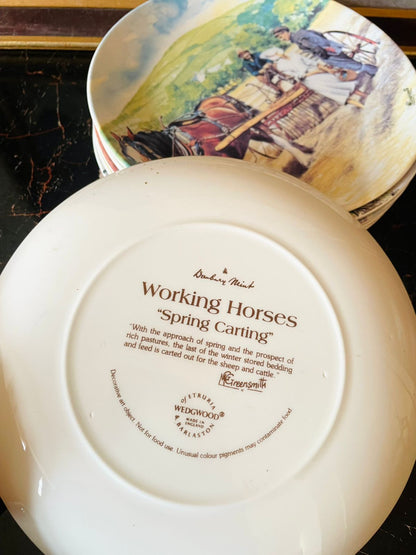 Danbury Mint
Working Horses
"Spring Carting"
"With the approach of spring and the prospect of
rich pastures, the last of the winter stored bedding
and feed is carted out for the sheep and cattle."
Greensmith
of ETRURIA
WEDGWOOD®
MADE IN
ENGLAND
& BARLASTON
Decorative art object. Not for food use. Unusual colour pigments may contaminate food